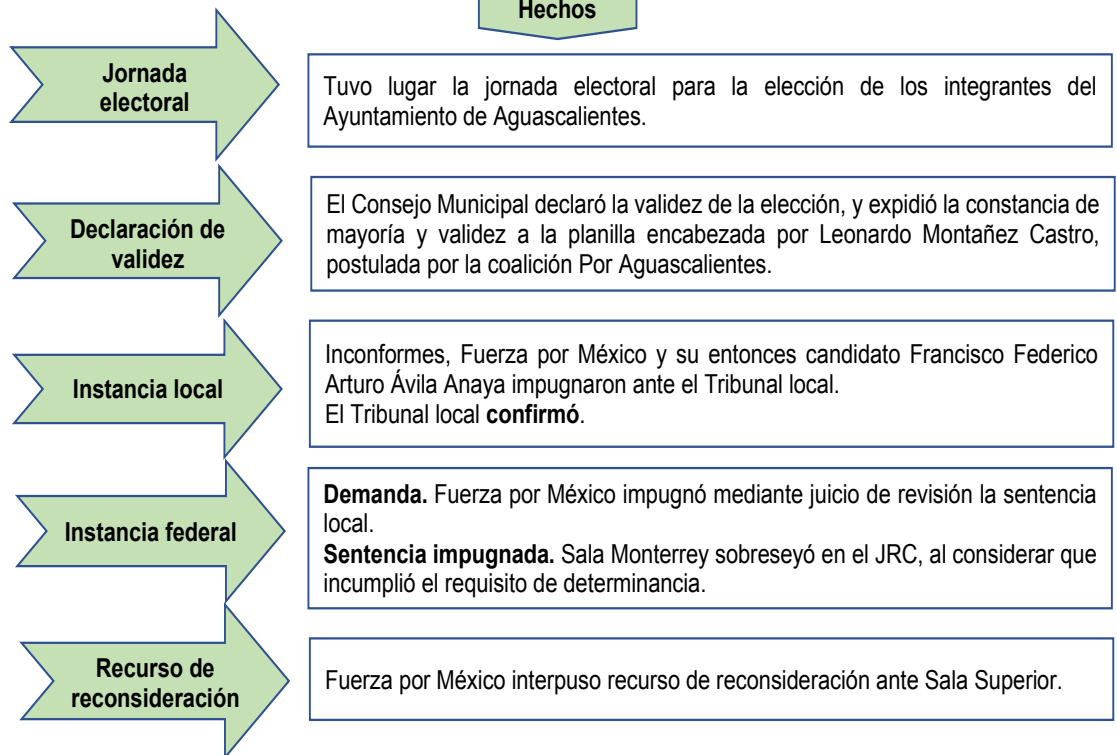 Hechos
Jornada
electoral
Tuvo lugar la jornada electoral para la elección de los integrantes del
Ayuntamiento de Aguascalientes.
Declaración de
validez
El Consejo Municipal declaró la validez de la elección, y expidió la constancia de
mayoría y validez a la planilla encabezada por Leonardo Montañez Castro,
postulada por la coalición Por Aguascalientes.
Instancia local
Inconformes, Fuerza por México y su entonces candidato Francisco Federico
Arturo Ávila Anaya impugnaron ante el Tribunal local.
El Tribunal local confirmó.
Instancia federal
Demanda. Fuerza por México impugnó mediante juicio de revisión la sentencia
local.
Sentencia impugnada. Sala Monterrey sobreseyó en el JRC, al considerar que
incumplió el requisito de determinancia.
Recurso de
reconsideración
Fuerza por México interpuso recurso de reconsideración ante Sala Superior.